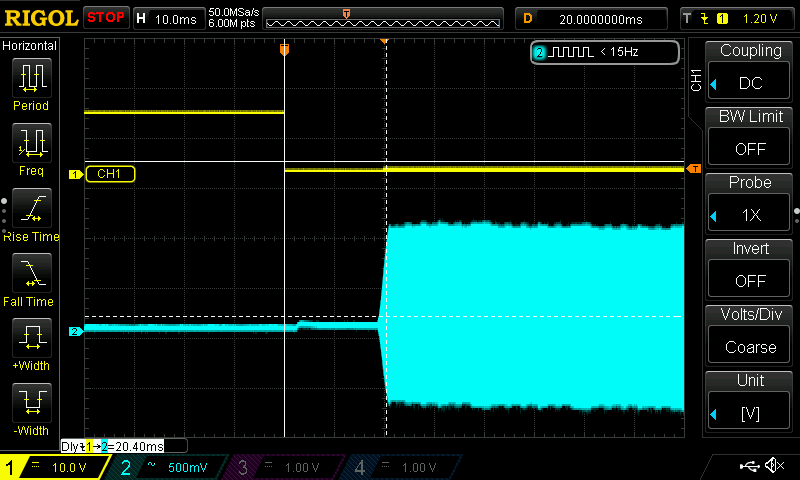 RIGOL STOP H 10.0ms 50.0MSa/s 6.00M pts T D 20.0000000ms T 1 1.20 V
Horizontal
Period
Freq
Rise Time
Fall Time
+Width
-Width
2 < 15Hz
1 CH1
T
2
Dly 1→2=20.40ms
CH1
Coupling
DC
BW Limit
OFF
Probe
1X
Invert
OFF
Volts/Div
Coarse
Unit
[V]
1 = 10.0 V 2 ~ 500mV 3 = 1.00 V 4 = 1.00 V